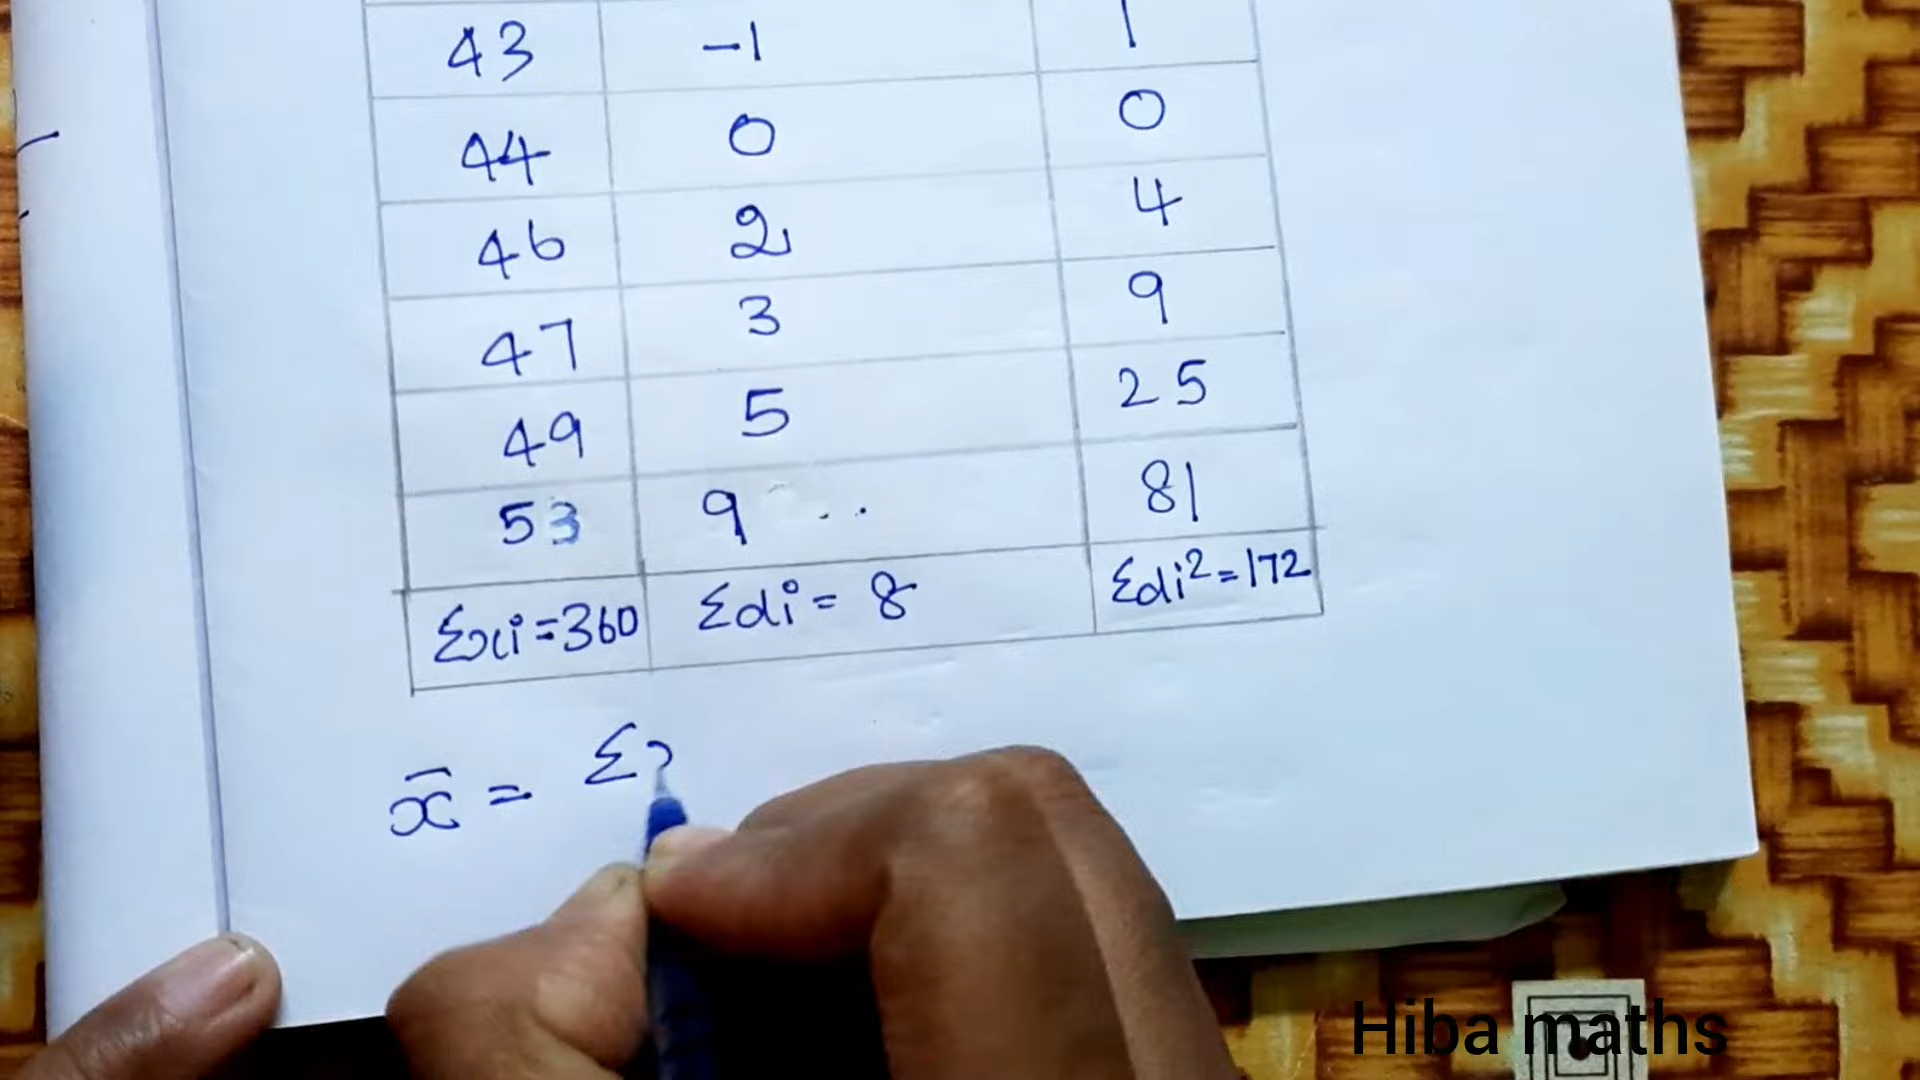 43 -1 1
44 0 0
46 2 4
47 3 9
49 5 25
53 9 .. 81
Σxi=360 Σdi= 8 Σdi²=172
x̄ = Σx
Hiba maths